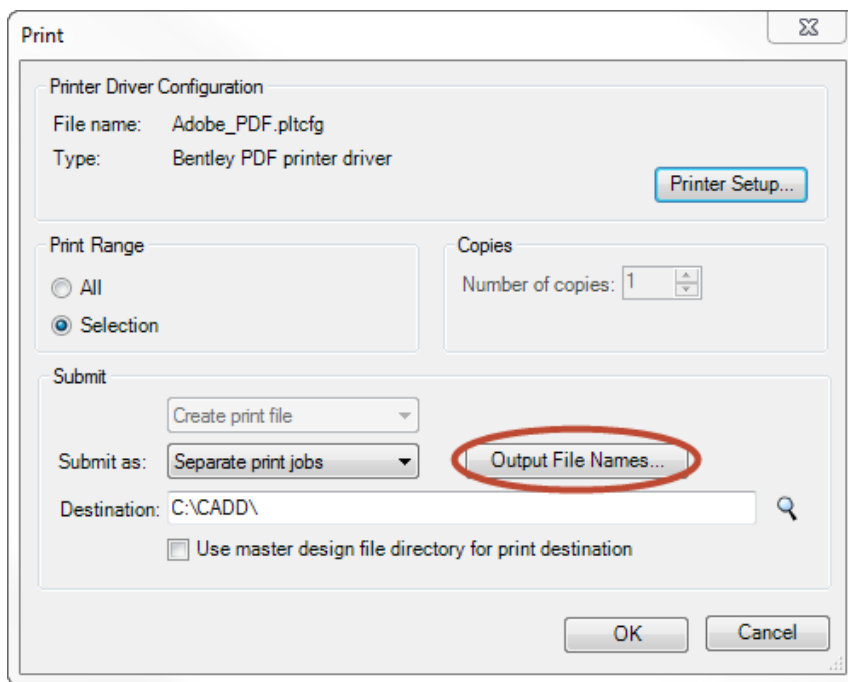 Print
Printer Driver Configuration
File name: Adobe_PDF.pltcfg
Type: Bentley PDF printer driver
Printer Setup...
Print Range
All
Selection
Copies
Number of copies: 1
Submit
Create print file
Submit as: Separate print jobs
Output File Names...
Destination: C:\CADD\
Use master design file directory for print destination
OK
Cancel